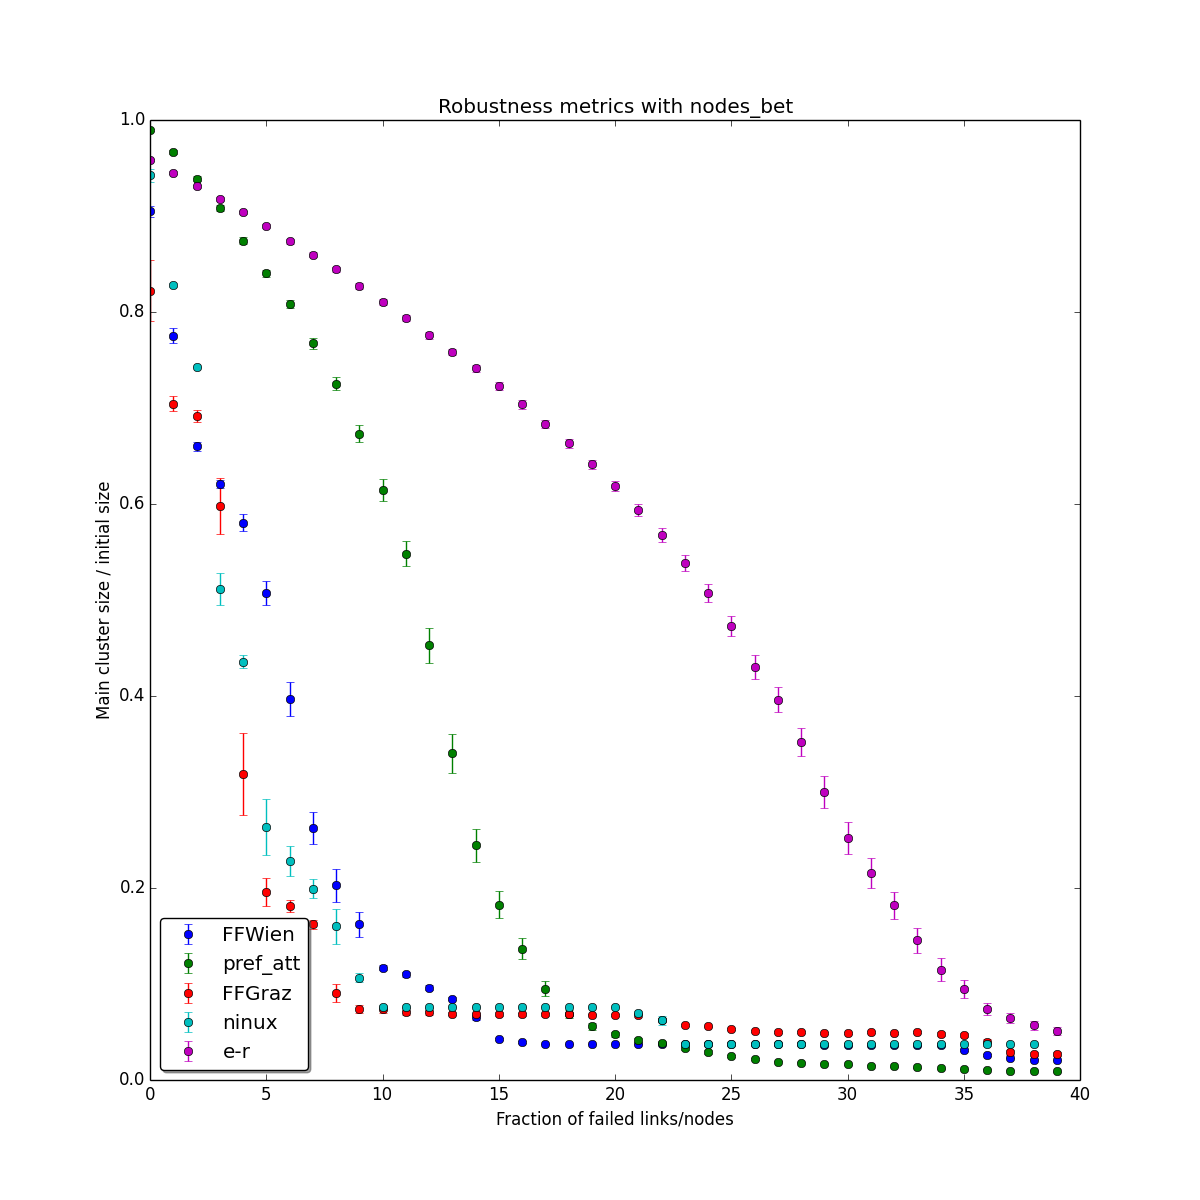 Robustness metrics with nodes_bet
1.0
0.8
0.6
0.4
0.2
0.0
Main cluster size / initial size
FFWien
pref_att
FFGraz
ninux
e-r
0 5 10 15 20 25 30 35 40
Fraction of failed links/nodes